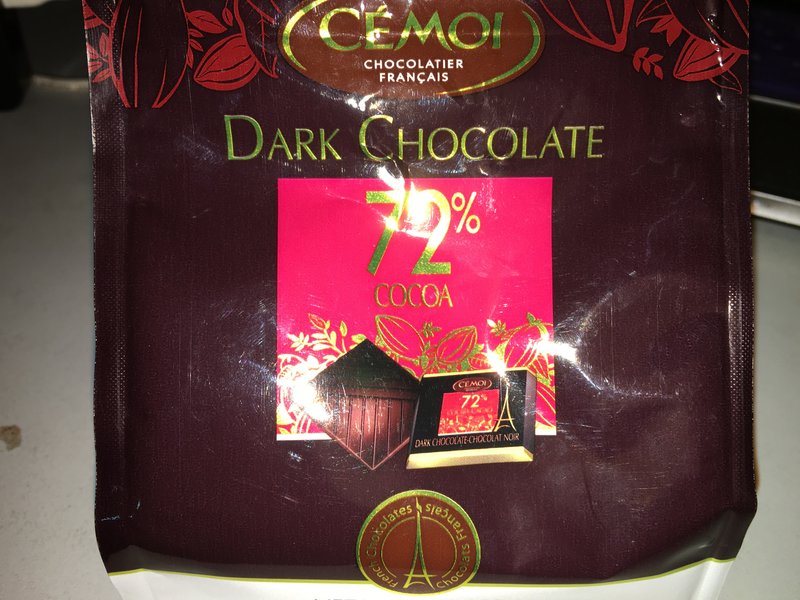 CÉMOI
CHOCOLATIER
FRANÇAIS
DARK CHOCOLATE
72%
COCOA
CÉMOI
72%
DARK CHOCOLATE-CHOCOLAT NOIR
French Chocolates
Chocolats Français